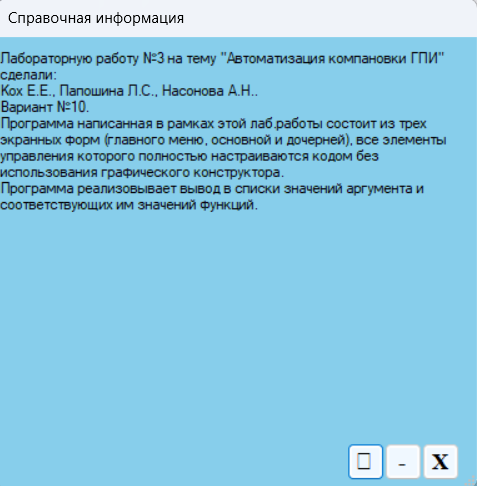 Справочная информация
Лабораторную работу №3 на тему "Автоматизация компановки ГПИ"
сделали:
Кох Е.Е., Папошина Л.С., Насонова А.Н..
Вариант №10.
Программа написанная в рамках этой лаб.работы состоит из трех
экранных форм (главного меню, основной и дочерней), все элементы
управления которого полностью настраиваются кодом без
использования графического конструктора.
Программа реализовывает вывод в списки значений аргумента и
соответствующих им значений функций.
- X